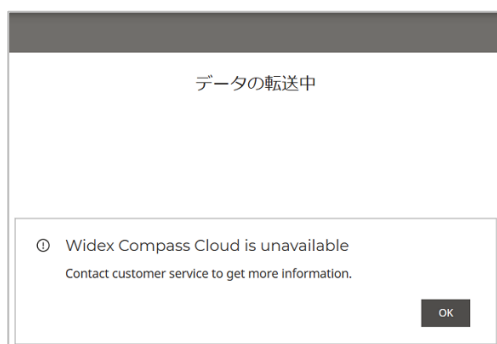 データの転送中
Widex Compass Cloud is unavailable
Contact customer service to get more information.
OK